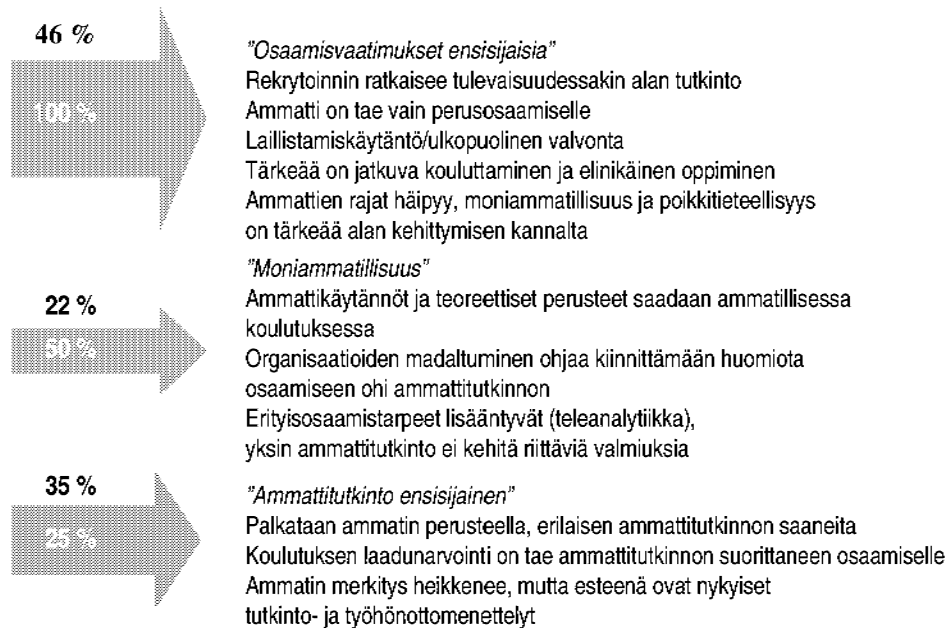 46 %
100 %
"Osaamisvaatimukset ensisijaisia"
Rekrytoinnin ratkaisee tulevaisuudessakin alan tutkinto
Ammatti on tae vain perusosaamiselle
Laillistamiskäytäntö/ulkopuolinen valvonta
Tärkeää on jatkuva kouluttaminen ja elinikäinen oppiminen
Ammattien rajat häipyy, moniammatillisuus ja poikkitieteellisyys
on tärkeää alan kehittymisen kannalta
22 %
50 %
"Moniammatillisuus"
Ammattikäytännöt ja teoreettiset perusteet saadaan ammatillisessa
koulutuksessa
Organisaatioiden madaltuminen ohjaa kiinnittämään huomiota
osaamiseen ohi ammattitutkinnon
Erityisosaamistarpeet lisääntyvät (teleanalytiikka),
yksin ammattitutkinto ei kehitä riittäviä valmiuksia
35 %
25 %
"Ammattitutkinto ensisijainen"
Palkataan ammatin perusteella, erilaisen ammattitutkinnon saaneita
Koulutuksen laadunarvointi on tae ammattitutkinnon suorittaneen osaamiselle
Ammatin merkitys heikkenee, mutta esteenä ovat nykyiset
tutkinto- ja työhönottomenettelyt